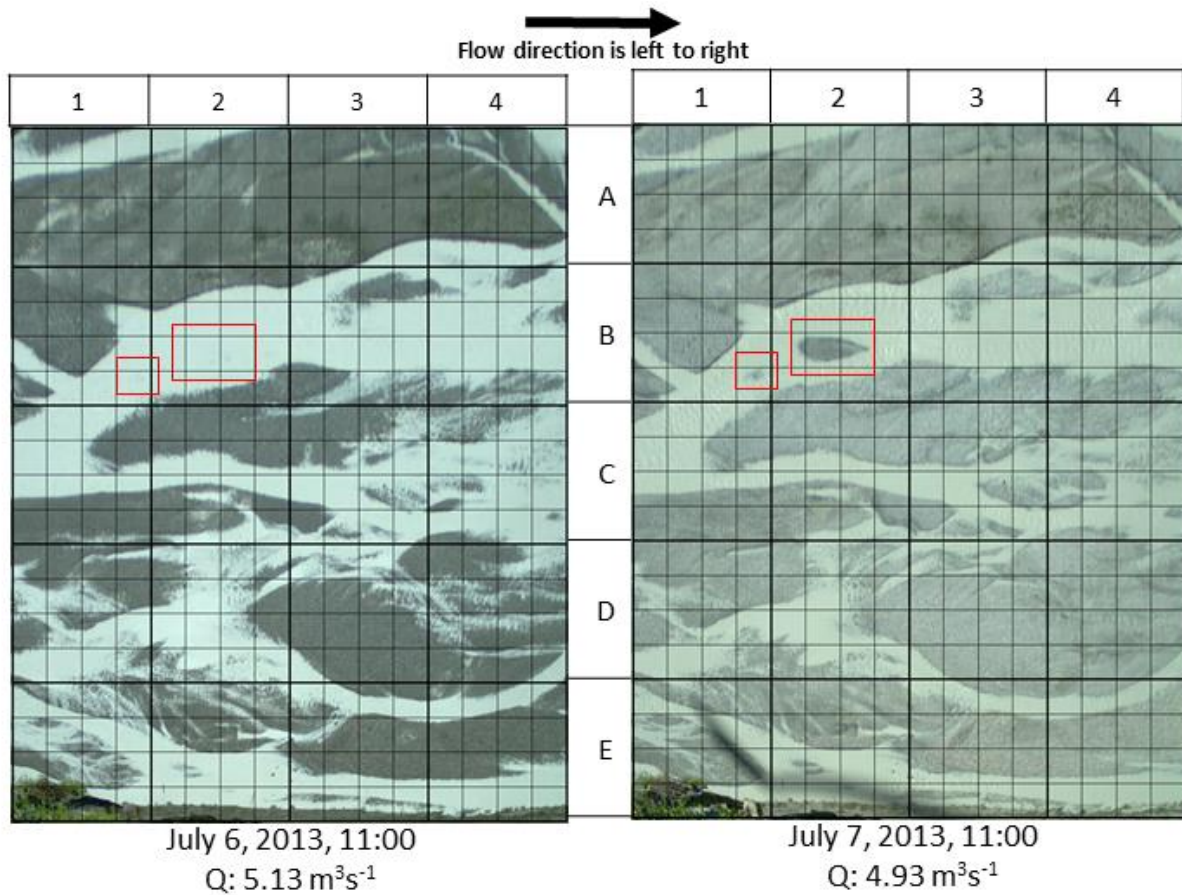 Flow direction is left to right
1 2 3 4 1 2 3 4
A
B
C
D
E
July 6, 2013, 11:00
Q: 5.13 m³s⁻¹
July 7, 2013, 11:00
Q: 4.93 m³s⁻¹